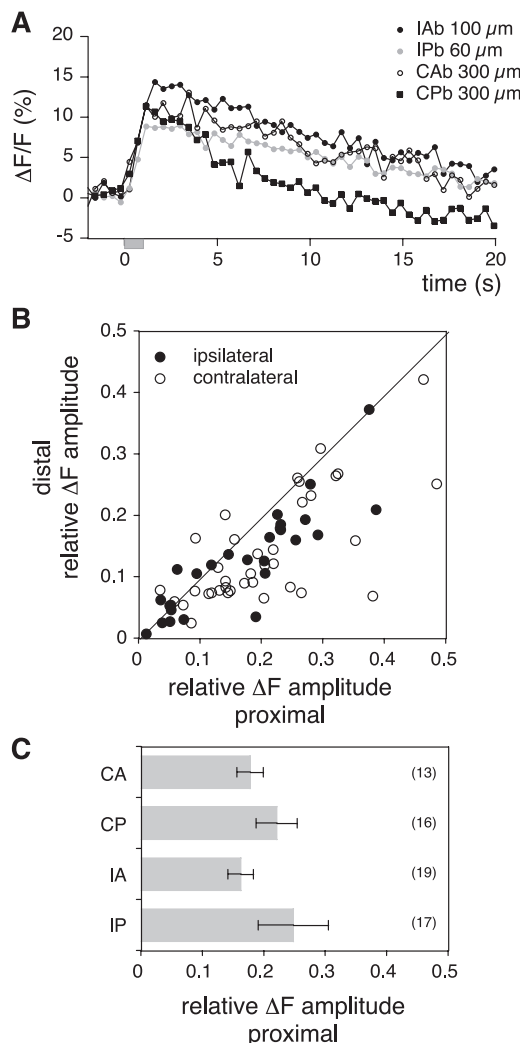 A
IAb 100 µm
IPb 60 µm
CAb 300 µm
CPb 300 µm
20
15
10
5
0
-5
ΔF/F (%)
0
5
10
15
20
time (s)
B
0.5
0.4
0.3
0.2
0.1
0
ipsilateral
contralateral
distal
relative ΔF amplitude
0
0.1
0.2
0.3
0.4
0.5
relative ΔF amplitude
proximal
C
CA
(13)
CP
(16)
IA
(19)
IP
(17)
0
0.1
0.2
0.3
0.4
0.5
relative ΔF amplitude
proximal